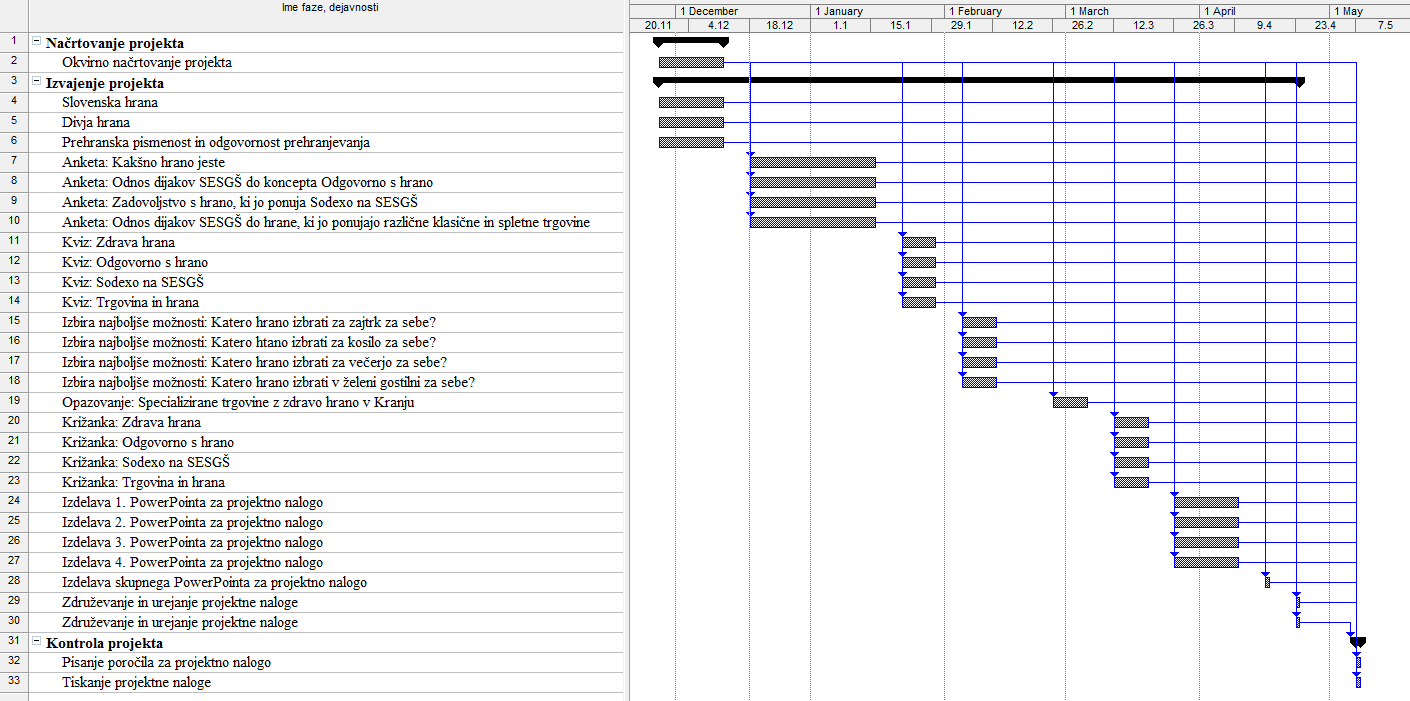 Ime faze, dejavnosti
1 December 1 January 1 February 1 March 1 April 1 May
20.11 4.12 18.12 1.1 15.1 29.1 12.2 26.2 12.3 26.3 9.4 23.4 7.5
1 Načrtovanje projekta
2 Okvirno načrtovanje projekta
3 Izvajenje projekta
4 Slovenska hrana
5 Divja hrana
6 Prehranska pismenost in odgovornost prehranjevanja
7 Anketa: Kakšno hrano jeste
8 Anketa: Odnos dijakov SESGŠ do koncepta Odgovorno s hrano
9 Anketa: Zadovoljstvo s hrano, ki jo ponuja Sodexo na SESGŠ
10 Anketa: Odnos dijakov SESGŠ do hrane, ki jo ponujajo različne klasične in spletne trgovine
11 Kviz: Zdrava hrana
12 Kviz: Odgovorno s hrano
13 Kviz: Sodexo na SESGŠ
14 Kviz: Trgovina in hrana
15 Izbira najboljše možnosti: Katero hrano izbrati za zajtrk za sebe?
16 Izbira najboljše možnosti: Katero htano izbrati za kosilo za sebe?
17 Izbira najboljše možnosti: Katero hrano izbrati za večerjo za sebe?
18 Izbira najboljše možnosti: Katero hrano izbrati v želeni gostilni za sebe?
19 Opazovanje: Specializirane trgovine z zdravo hrano v Kranju
20 Križanka: Zdrava hrana
21 Križanka: Odgovorno s hrano
22 Križanka: Sodexo na SESGŠ
23 Križanka: Trgovina in hrana
24 Izdelava 1. PowerPointa za projektno nalogo
25 Izdelava 2. PowerPointa za projektno nalogo
26 Izdelava 3. PowerPointa za projektno nalogo
27 Izdelava 4. PowerPointa za projektno nalogo
28 Izdelava skupnega PowerPointa za projektno nalogo
29 Združevanje in urejanje projektne naloge
30 Združevanje in urejanje projektne naloge
31 Kontrola projekta
32 Pisanje poročila za projektno nalogo
33 Tiskanje projektne naloge